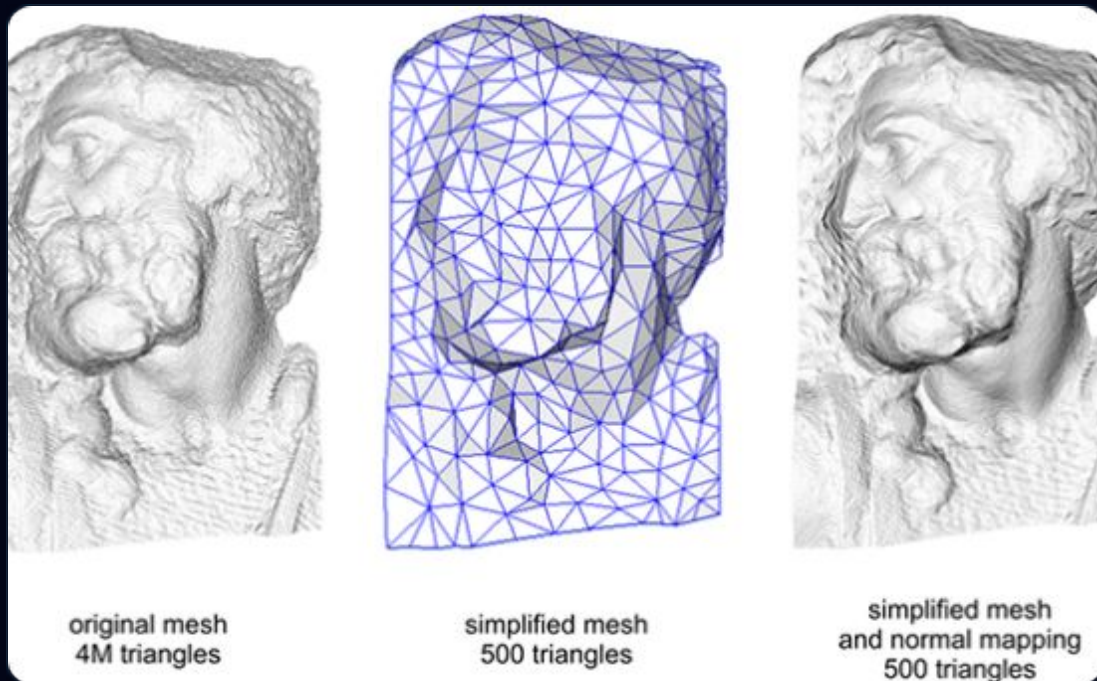 original mesh
4M triangles
simplified mesh
500 triangles
simplified mesh
and normal mapping
500 triangles